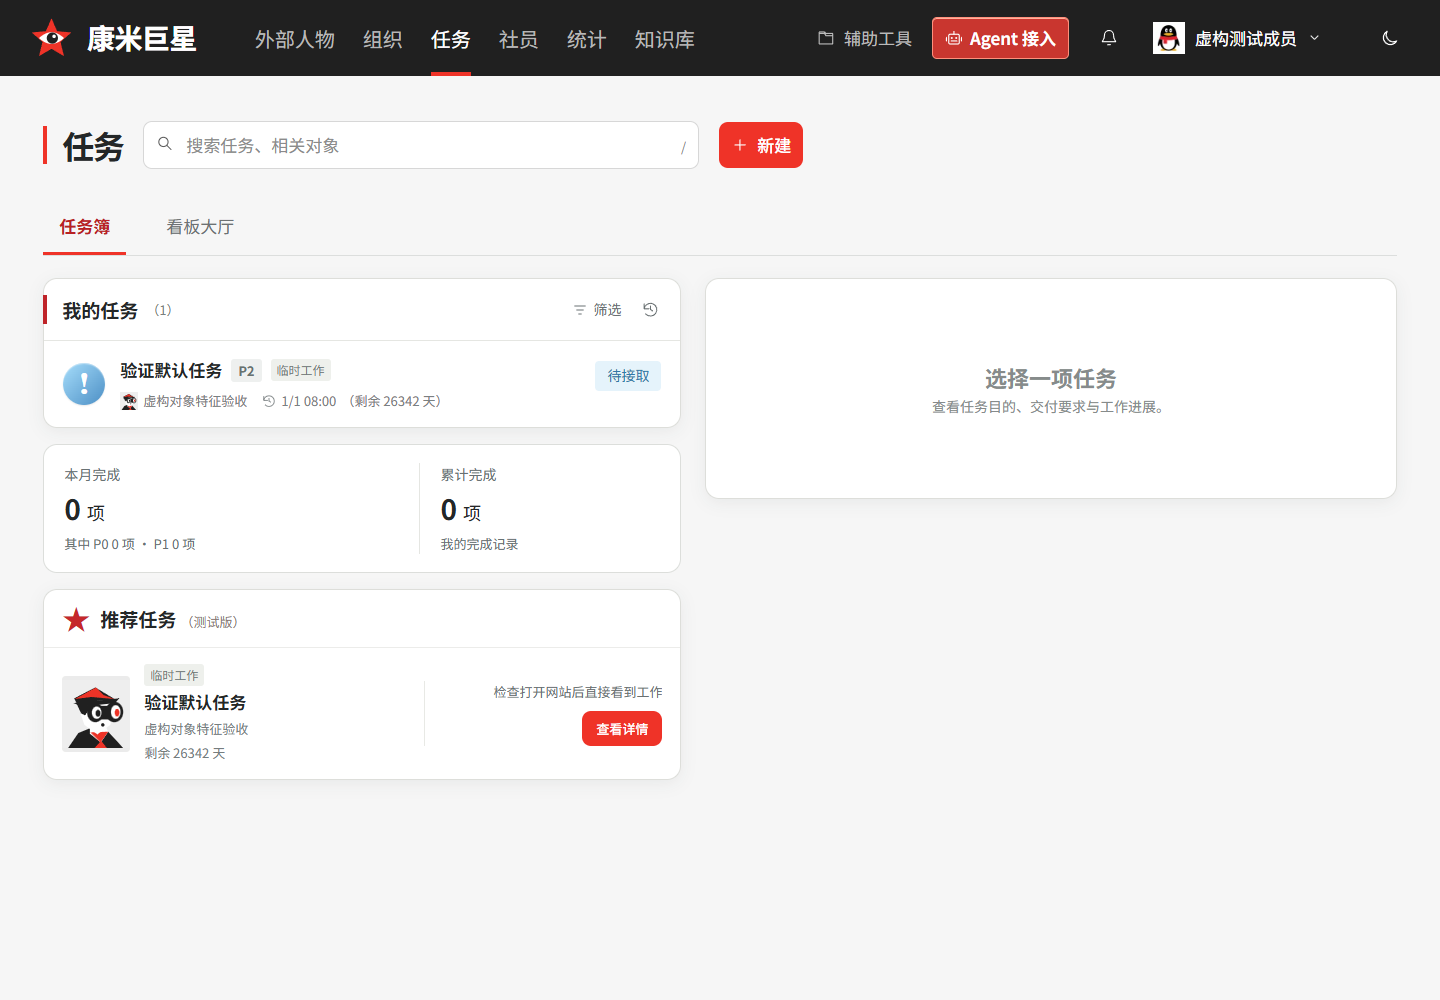 康米巨星
外部人物 组织 任务 社员 统计 知识库
辅助工具 Agent 接入 虚构测试成员
任务
搜索任务、相关对象 /
+ 新建
任务簿 看板大厅
我的任务 （1） 筛选
验证默认任务 P2 临时工作 待接取
虚构对象特征验收 1/1 08:00 （剩余 26342 天）
本月完成 累计完成
0 项 0 项
其中 P0 0 项 · P1 0 项 我的完成记录
推荐任务 （测试版）
临时工作
验证默认任务
虚构对象特征验收
剩余 26342 天
检查打开网站后直接看到工作
查看详情
选择一项任务
查看任务目的、交付要求与工作进展。